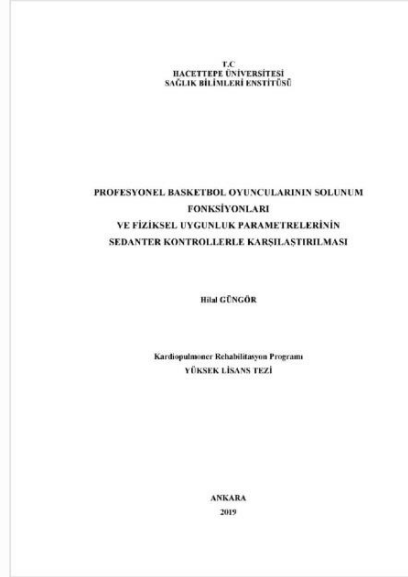 T.C
HACETTEPE ÜNİVERSİTESİ
SAĞLIK BİLİMLERİ ENSTİTÜSÜ
PROFESYONEL BASKETBOL OYUNCULARININ SOLUNUM
FONKSİYONLARI
VE FİZİKSEL UYGUNLUK PARAMETRELERİNİN
SEDANTER KONTROLLERLE KARŞILAŞTIRILMASI
Hilal GÜNGÖR
Kardiopulmoner Rehabilitasyon Programı
YÜKSEK LİSANS TEZİ
ANKARA
2019